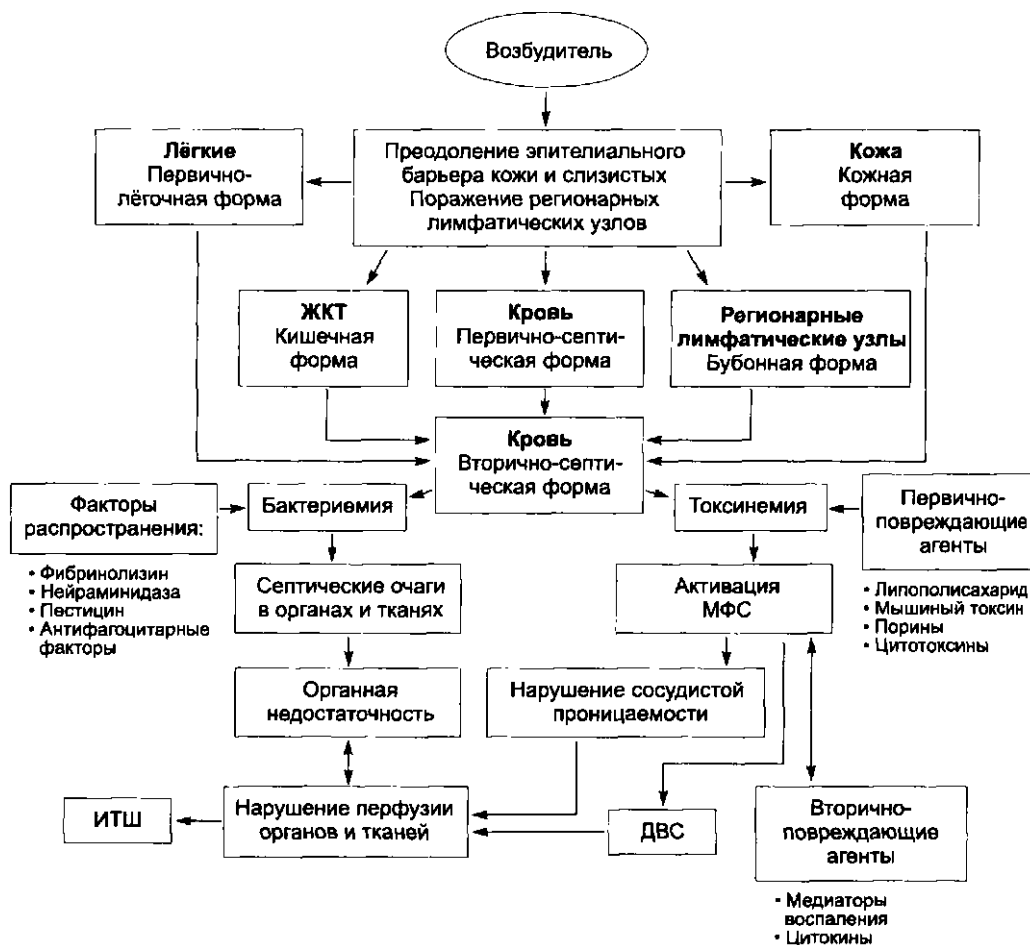 Возбудитель
Лёгкие
Первично-
лёгочная форма
Преодоление эпителиального
барьера кожи и слизистых
Поражение регионарных
лимфатических узлов
Кожа
Кожная
форма
ЖКТ
Кишечная
форма
Кровь
Первично-септи-
ческая форма
Регионарные
лимфатические узлы
Бубонная форма
Кровь
Вторично-септи-
ческая форма
Факторы
распространения:
• Фибринолизин
• Нейраминидаза
• Пестицин
• Антифагоцитарные
факторы
Бактериемия
Токсинемия
Первично-
повреждающие
агенты
• Липополисахарид
• Мышиный токсин
• Порины
• Цитотоксины
Септические очаги
в органах и тканях
Активация
МФС
Органная
недостаточность
Нарушение сосудистой
проницаемости
ИТШ
Нарушение перфузии
органов и тканей
ДВС
Вторично-
повреждающие
агенты
• Медиаторы
воспаления
• Цитокины